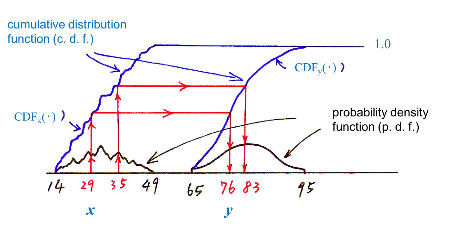 cumulative distribution
function (c. d. f.)
1.0
CDFy(·) )
CDFx(·) )
probability density
function (p. d. f.)
14 29 35 49 65 76 83 95
x y